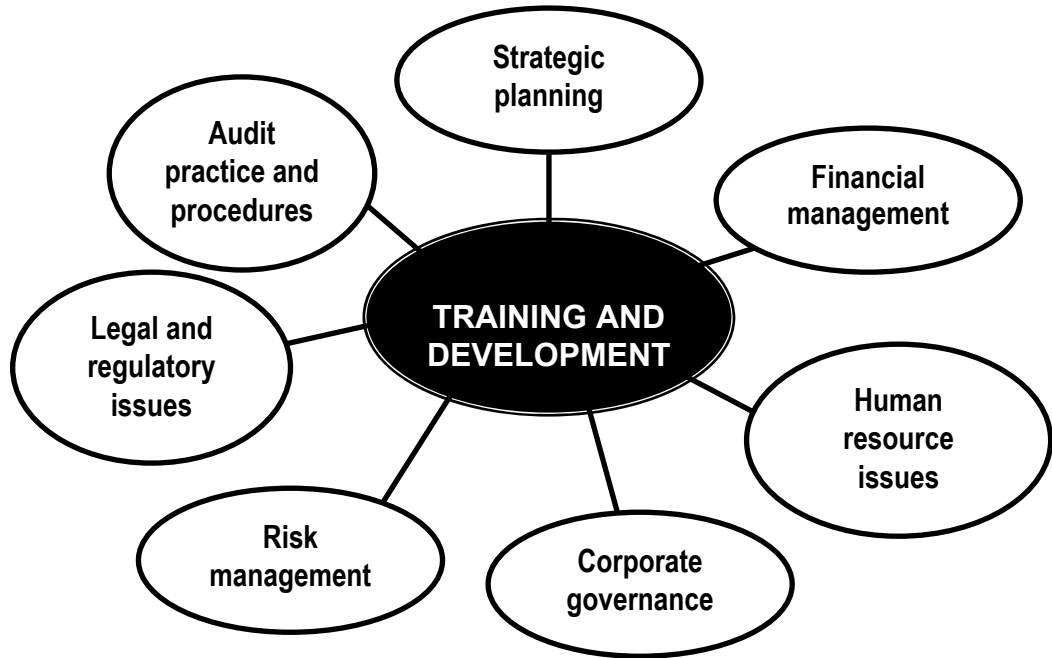 Strategic
planning
Financial
management
Human
resource
issues
Corporate
governance
Risk
management
Legal and
regulatory
issues
Audit
practice and
procedures
TRAINING AND
DEVELOPMENT